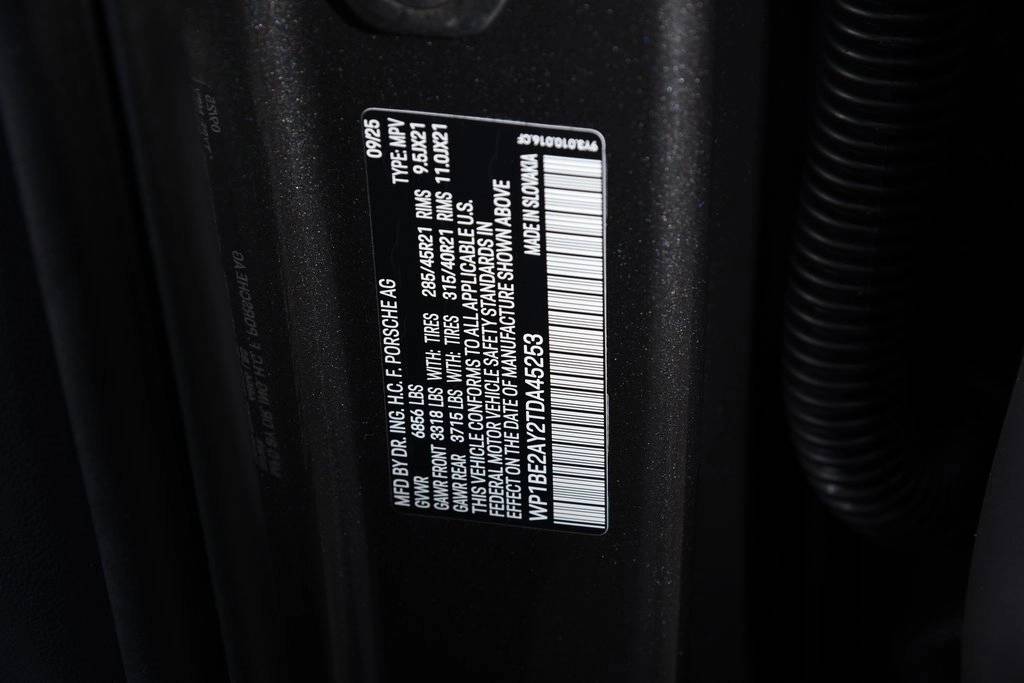 MFD BY DR. ING. H.C. F. PORSCHE AG 09/25
GVWR 6856 LBS TYPE: MPV
GAWR FRONT 3318 LBS WITH: TIRES 285/45R21 RIMS 9.5JX21
GAWR REAR 3715 LBS WITH: TIRES 315/40R21 RIMS 11.0JX21
THIS VEHICLE CONFORMS TO ALL APPLICABLE U.S.
FEDERAL MOTOR VEHICLE SAFETY STANDARDS IN
EFFECT ON THE DATE OF MANUFACTURE SHOWN ABOVE
WP1BE2AY2TDA45253 MADE IN SLOVAKIA
9Y3.010.016.CF